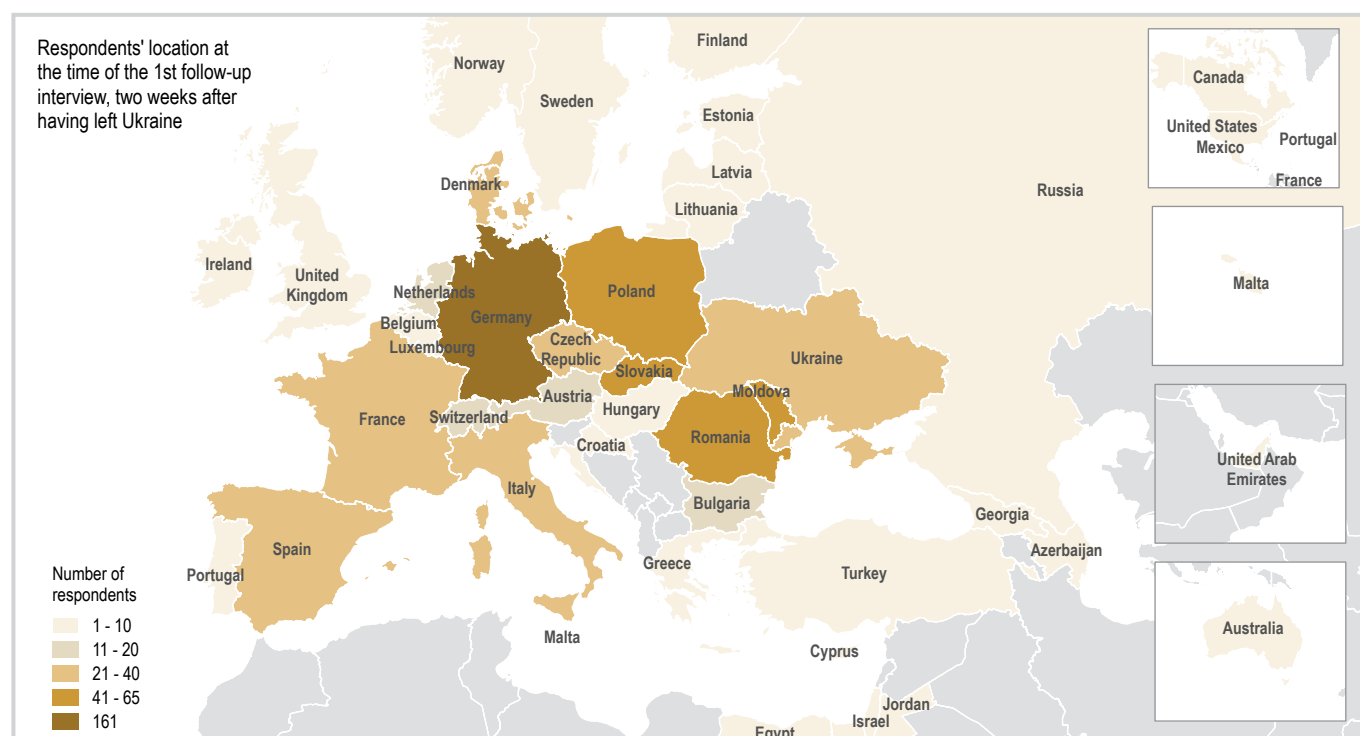 Respondents' location at
the time of the 1st follow-up
interview, two weeks after
having left Ukraine
Finland
Norway
Sweden
Estonia
Latvia
Lithuania
Russia
Denmark
Ireland
United
Kingdom
Netherlands
Belgium
Luxembourg
Germany
Poland
Czech
Republic
Slovakia
Ukraine
Moldova
Austria
Hungary
Switzerland
France
Croatia
Romania
Italy
Bulgaria
Spain
Portugal
Greece
Georgia
Azerbaijan
Turkey
Malta
Cyprus
Jordan
Israel
Egypt
Canada
United States
Mexico
Portugal
France
Malta
United Arab
Emirates
Australia
Number of
respondents
1 - 10
11 - 20
21 - 40
41 - 65
161